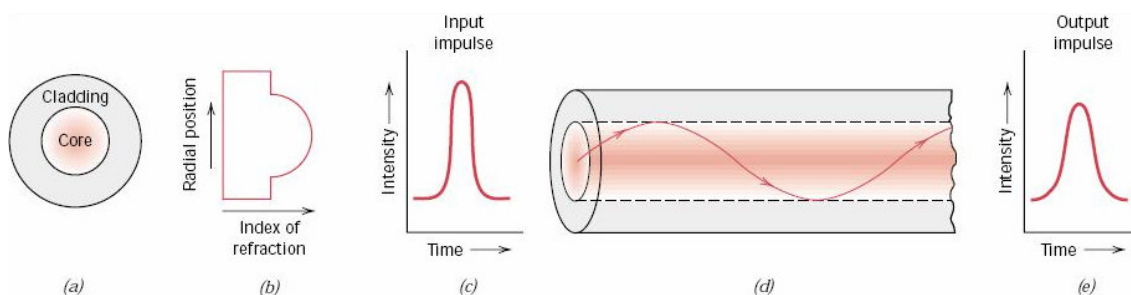 Cladding
Core
(a)
Radial position
Index of
refraction
(b)
Input
impulse
Intensity
Time
(c)
(d)
Output
impulse
Intensity
Time
(e)